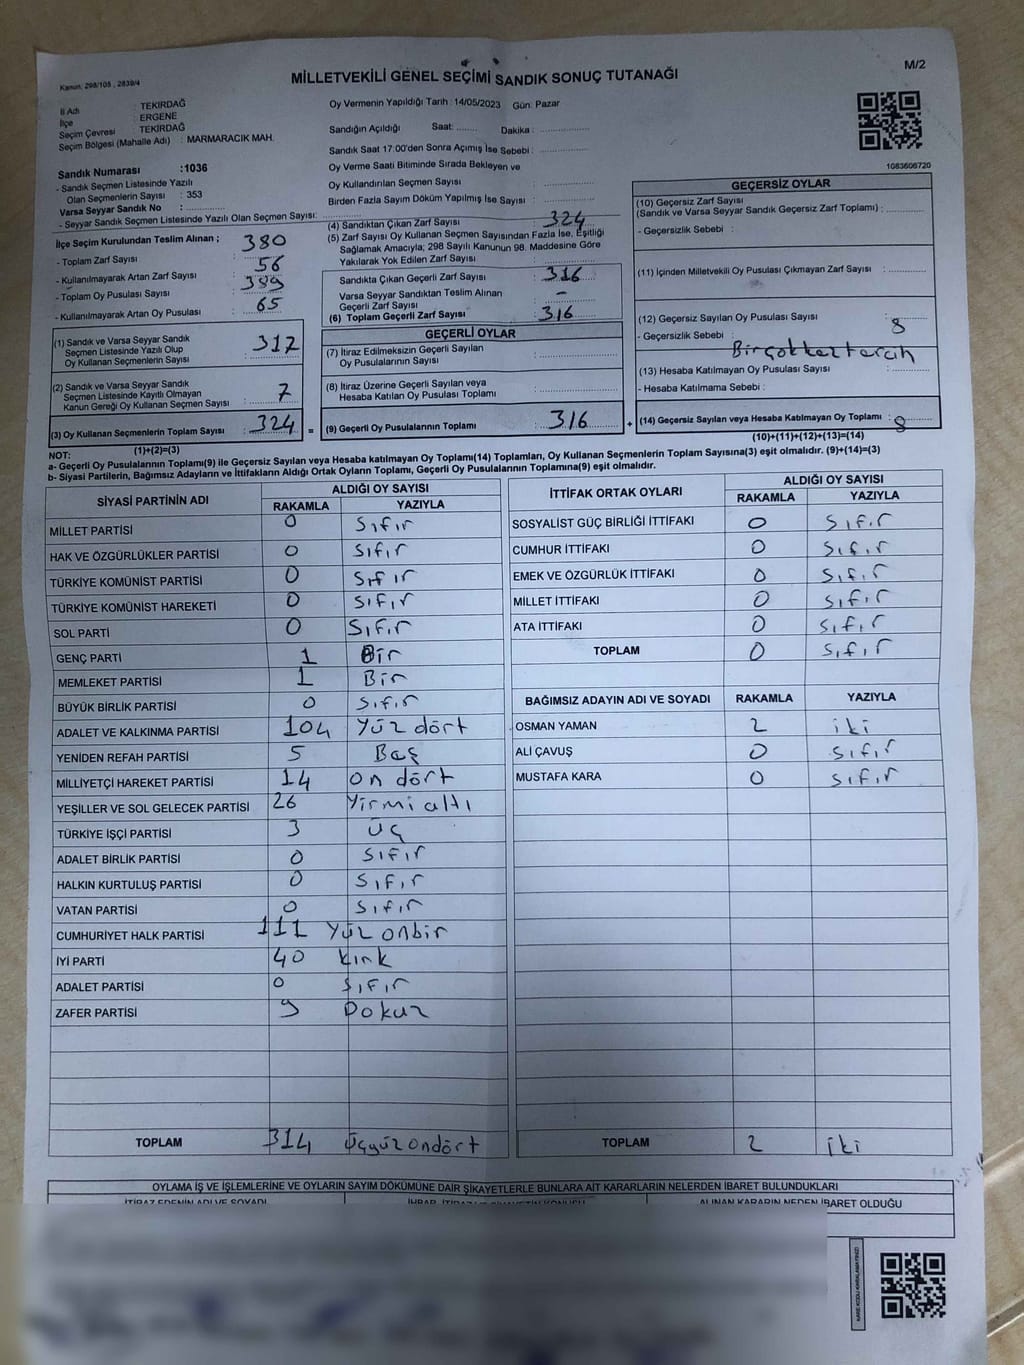 Kanun, 298/105 , 2839/4
MİLLETVEKİLİ GENEL SEÇİMİ SANDIK SONUÇ TUTANAĞI
M/2
İl Adı : TEKİRDAĞ
İlçe : ERGENE
Seçim Çevresi : TEKİRDAĞ
Seçim Bölgesi (Mahalle Adı) : MARMARACIK MAH.
Sandık Numarası :1036
- Sandık Seçmen Listesinde Yazılı
Olan Seçmenlerin Sayısı : 353
Varsa Seyyar Sandık No :
- Seyyar Sandık Seçmen Listesinde Yazılı Olan Seçmen Sayısı:
Oy Vermenin Yapıldığı Tarih : 14/05/2023 Gün: Pazar
Sandığın Açıldığı Saat: Dakika :
Sandık Saat 17:00'den Sonra Açımış İse Sebebi :
Oy Verme Saati Bitiminde Sırada Bekleyen ve
Oy Kullandırılan Seçmen Sayısı :
Birden Fazla Sayım Döküm Yapılmış İse Sayısı :
1083606720
İlçe Seçim Kurulundan Teslim Alınan ;
- Toplam Zarf Sayısı : 380
- Kullanılmayarak Artan Zarf Sayısı : 56
- Toplam Oy Pusulası Sayısı : 389
- Kullanılmayarak Artan Oy Pusulası : 65
(1) Sandık ve Varsa Seyyar Sandık
Seçmen Listesinde Yazılı Olup
Oy Kullanan Seçmenlerin Sayısı : 317
(2) Sandık ve Varsa Seyyar Sandık
Seçmen Listesinde Kayıtlı Olmayan
Kanun Gereği Oy Kullanan Seçmen Sayısı : 7
(3) Oy Kullanan Seçmenlerin Toplam Sayısı : 324
(1)+(2)=(3)
(4) Sandıktan Çıkan Zarf Sayısı : 324
(5) Zarf Sayısı Oy Kullanan Seçmen Sayısından Fazla İse, Eşitliği
Sağlamak Amacıyla; 298 Sayılı Kanunun 98. Maddesine Göre
Yakılarak Yok Edilen Zarf Sayısı :
Sandıkta Çıkan Geçerli Zarf Sayısı : 316
Varsa Seyyar Sandıktan Teslim Alınan
Geçerli Zarf Sayısı : -
(6) Toplam Geçerli Zarf Sayısı : 316
GEÇERLİ OYLAR
(7) İtiraz Edilmeksizin Geçerli Sayılan
Oy Pusulalarının Sayısı :
(8) İtiraz Üzerine Geçerli Sayılan veya
Hesaba Katılan Oy Pusulası Toplamı :
= (9) Geçerli Oy Pusulalarının Toplamı : 316 +
GEÇERSİZ OYLAR
(10) Geçersiz Zarf Sayısı
(Sandık ve Varsa Seyyar Sandık Geçersiz Zarf Toplamı) :
- Geçersizlik Sebebi :
(11) İçinden Milletvekili Oy Pusulası Çıkmayan Zarf Sayısı :
(12) Geçersiz Sayılan Oy Pusulası Sayısı : 8
- Geçersizlik Sebebi : Birçok kez tercih
(13) Hesaba Katılmayan Oy Pusulası Sayısı :
- Hesaba Katılmama Sebebi :
(14) Geçersiz Sayılan veya Hesaba Katılmayan Oy Toplamı : 8
(10)+(11)+(12)+(13)=(14)
NOT:
a- Geçerli Oy Pusulalarının Toplamı(9) ile Geçersiz Sayılan veya Hesaba katılmayan Oy Toplamı(14) Toplamları, Oy Kullanan Seçmenlerin Toplam Sayısına(3) eşit olmalıdır. (9)+(14)=(3)
b- Siyasi Partilerin, Bağımsız Adayların ve İttifakların Aldığı Ortak Oyların Toplamı, Geçerli Oy Pusulalarının Toplamına(9) eşit olmalıdır.
SİYASİ PARTİNİN ADI ALDIĞI OY SAYISI
RAKAMLA YAZIYLA
MİLLET PARTİSİ 0 Sıfır
HAK VE ÖZGÜRLÜKLER PARTİSİ 0 Sıfır
TÜRKİYE KOMÜNİST PARTİSİ 0 Sıfır
TÜRKİYE KOMÜNİST HAREKETİ 0 Sıfır
SOL PARTİ 0 Sıfır
GENÇ PARTİ 1 Bir
MEMLEKET PARTİSİ 1 Bir
BÜYÜK BİRLİK PARTİSİ 0 Sıfır
ADALET VE KALKINMA PARTİSİ 104 Yüz dört
YENİDEN REFAH PARTİSİ 5 Beş
MİLLİYETÇİ HAREKET PARTİSİ 14 on dört
YEŞİLLER VE SOL GELECEK PARTİSİ 26 Yirmi altı
TÜRKİYE İŞÇİ PARTİSİ 3 Üç
ADALET BİRLİK PARTİSİ 0 Sıfır
HALKIN KURTULUŞ PARTİSİ 0 Sıfır
VATAN PARTİSİ 0 Sıfır
CUMHURİYET HALK PARTİSİ 111 Yüz onbir
İYİ PARTİ 40 kırk
ADALET PARTİSİ 0 Sıfır
ZAFER PARTİSİ 9 Dokuz
TOPLAM 314 üçyüz ondört
İTTİFAK ORTAK OYLARI ALDIĞI OY SAYISI
RAKAMLA YAZIYLA
SOSYALİST GÜÇ BİRLİĞİ İTTİFAKI 0 Sıfır
CUMHUR İTTİFAKI 0 Sıfır
EMEK VE ÖZGÜRLÜK İTTİFAKI 0 Sıfır
MİLLET İTTİFAKI 0 Sıfır
ATA İTTİFAKI 0 Sıfır
TOPLAM 0 Sıfır
BAĞIMSIZ ADAYIN ADI VE SOYADI RAKAMLA YAZIYLA
OSMAN YAMAN 2 iki
ALİ ÇAVUŞ 0 Sıfır
MUSTAFA KARA 0 Sıfır
TOPLAM 2 iki
OYLAMA İŞ VE İŞLEMLERİNE VE OYLARIN SAYIM DÖKÜMÜNE DAİR ŞİKAYETLERLE BUNLARA AİT KARARLARIN NELERDEN İBARET BULUNDUKLARI
İTİRAZ EDENİN ADI VE SOYADI
ALINAN KARARIN NEDEN İBARET OLDUĞU